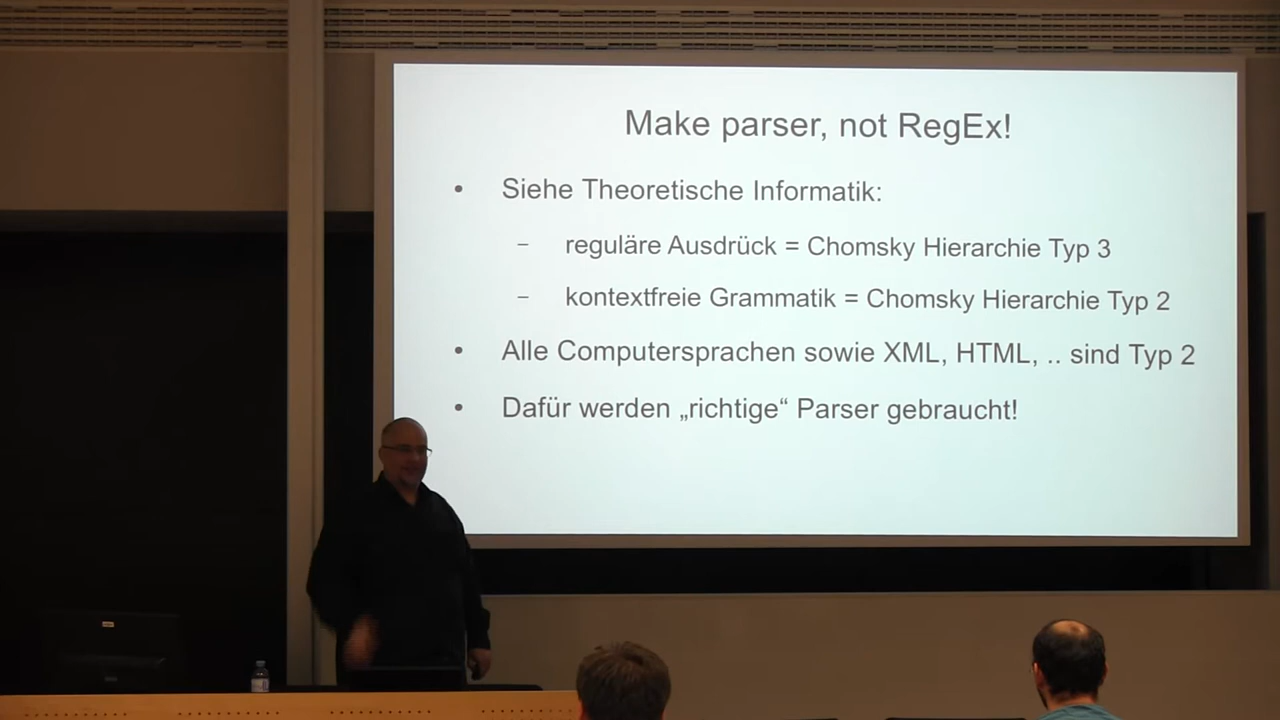 Make parser, not RegEx!
• Siehe Theoretische Informatik:
– reguläre Ausdrück = Chomsky Hierarchie Typ 3
– kontextfreie Grammatik = Chomsky Hierarchie Typ 2
• Alle Computersprachen sowie XML, HTML, .. sind Typ 2
• Dafür werden „richtige“ Parser gebraucht!